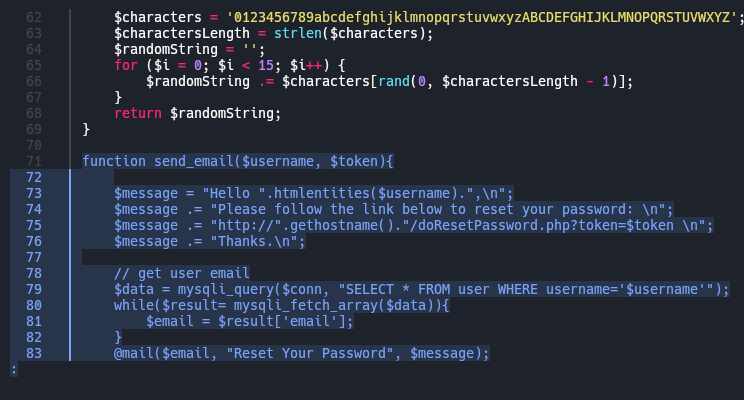 62 $characters = '0123456789abcdefghijklmnopqrstuvwxyzABCDEFGHIJKLMNOPQRSTUVWXYZ';
63 $charactersLength = strlen($characters);
64 $randomString = '';
65 for ($i = 0; $i < 15; $i++) {
66 $randomString .= $characters[rand(0, $charactersLength - 1)];
67 }
68 return $randomString;
69 }
70
71 function send_email($username, $token){
72
73 $message = "Hello ".htmlentities($username).",\n";
74 $message .= "Please follow the link below to reset your password: \n";
75 $message .= "http://".gethostname()."/doResetPassword.php?token=$token \n";
76 $message .= "Thanks.\n";
77
78 // get user email
79 $data = mysqli_query($conn, "SELECT * FROM user WHERE username='$username'");
80 while($result= mysqli_fetch_array($data)){
81 $email = $result['email'];
82 }
83 @mail($email, "Reset Your Password", $message);
: